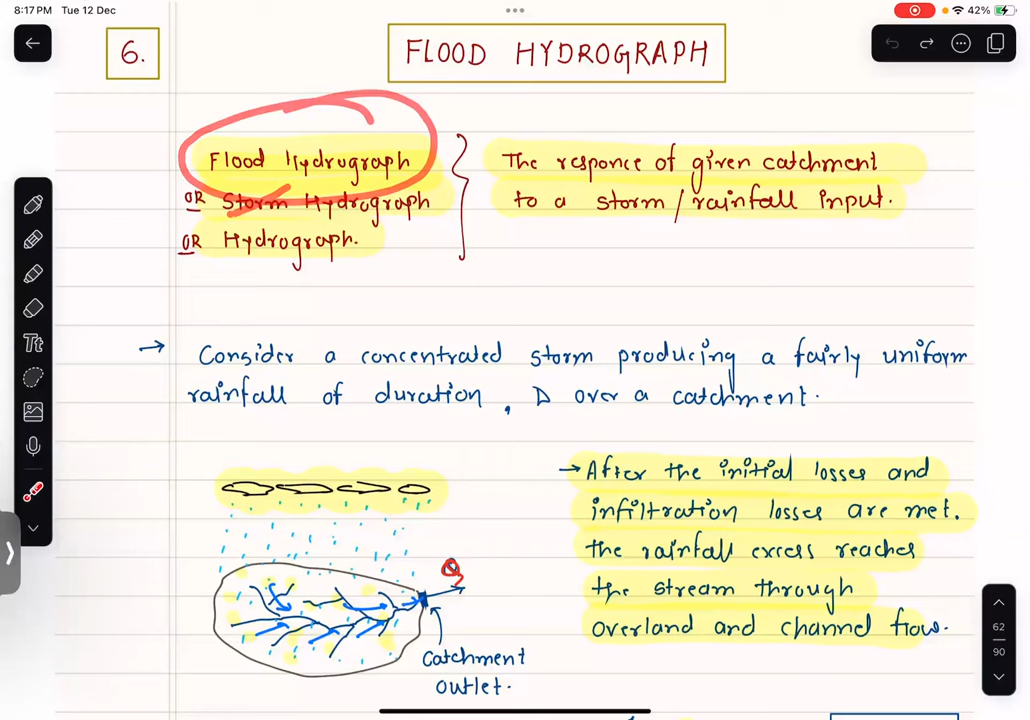 8:17 PM Tue 12 Dec
42%
6.
FLOOD HYDROGRAPH
Flood Hydrograph
OR Storm Hydrograph
OR Hydrograph.
The responce of given catchment
to a storm/rainfall input.
→ Consider a concentrated storm producing a fairly uniform
rainfall of duration, D over a catchment.
→ After the initial losses and
infiltration losses are met.
the rainfall excess reaches
the stream through
overland and channel flow.
Q
Catchment
outlet.
Tt
62
90